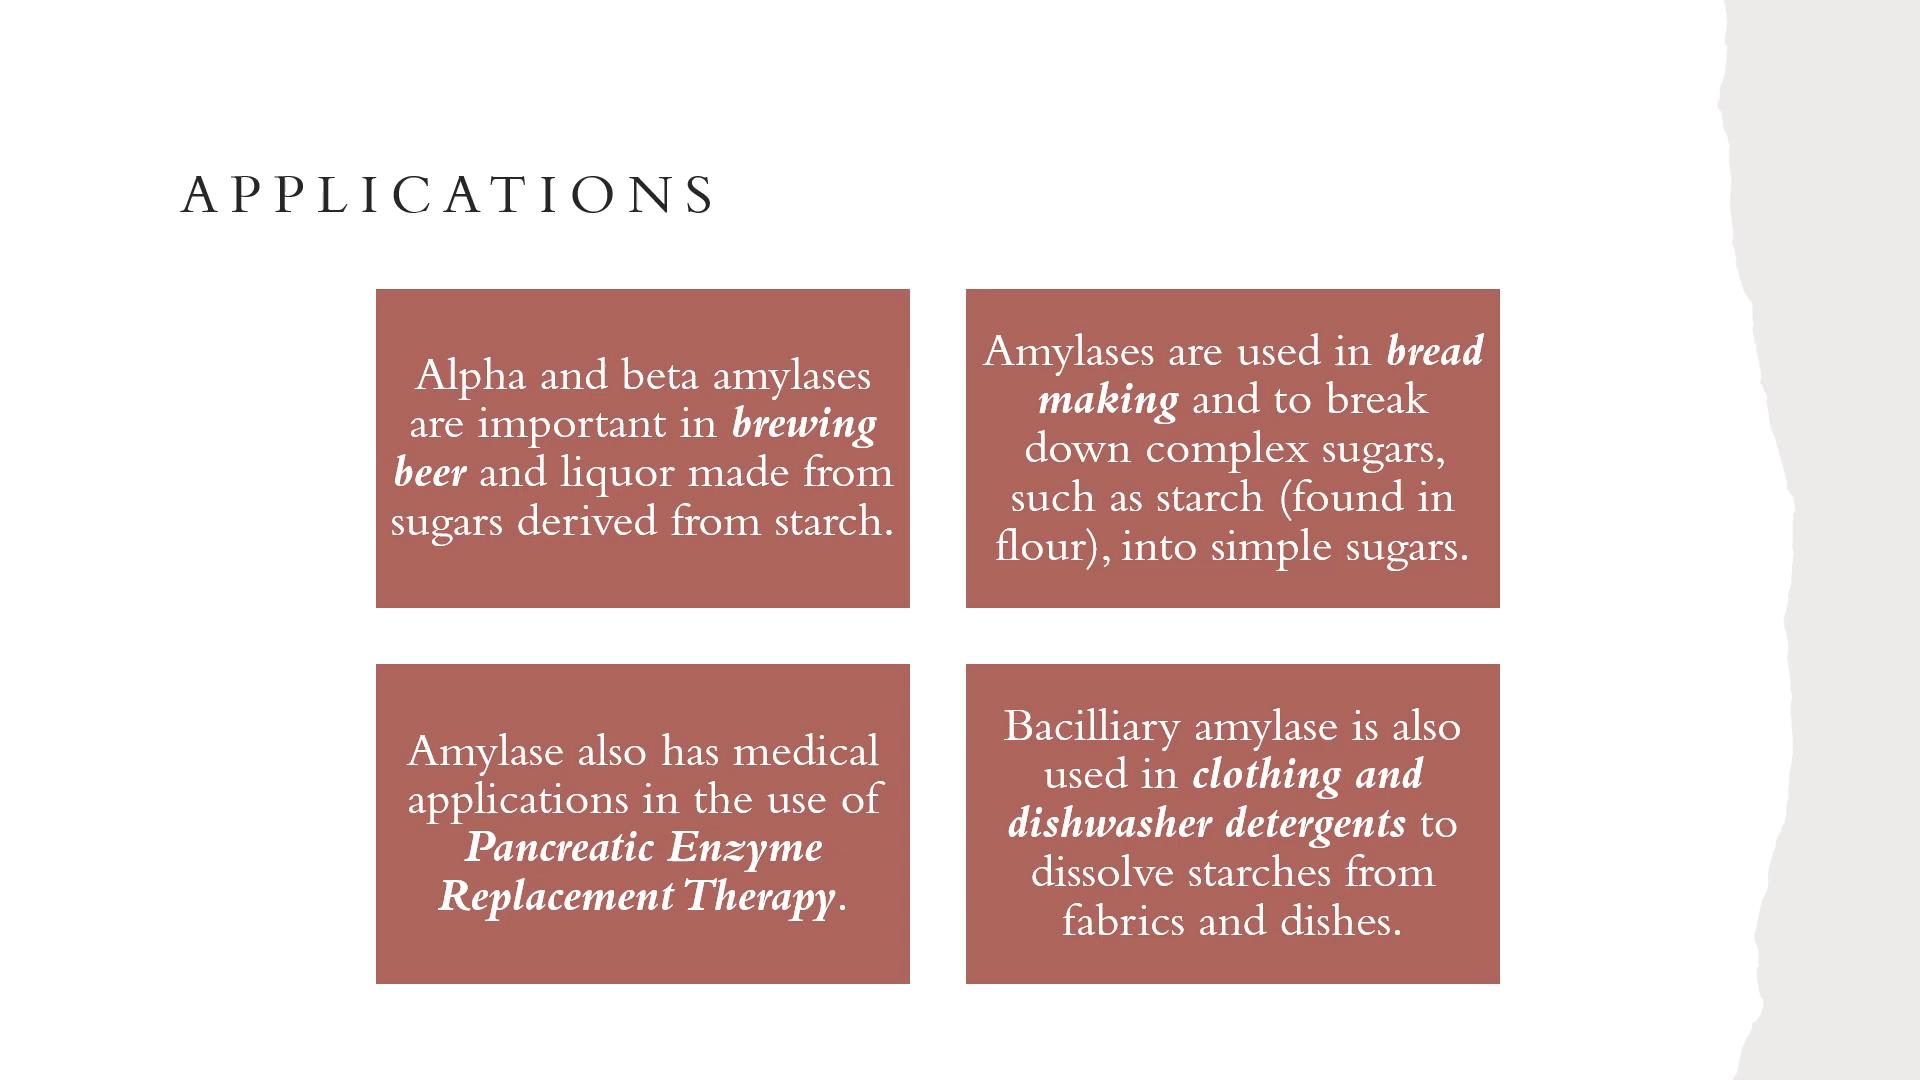 APPLICATIONS
Alpha and beta amylases
are important in brewing
beer and liquor made from
sugars derived from starch.
Amylases are used in bread
making and to break
down complex sugars,
such as starch (found in
flour), into simple sugars.
Amylase also has medical
applications in the use of
Pancreatic Enzyme
Replacement Therapy.
Bacilliary amylase is also
used in clothing and
dishwasher detergents to
dissolve starches from
fabrics and dishes.